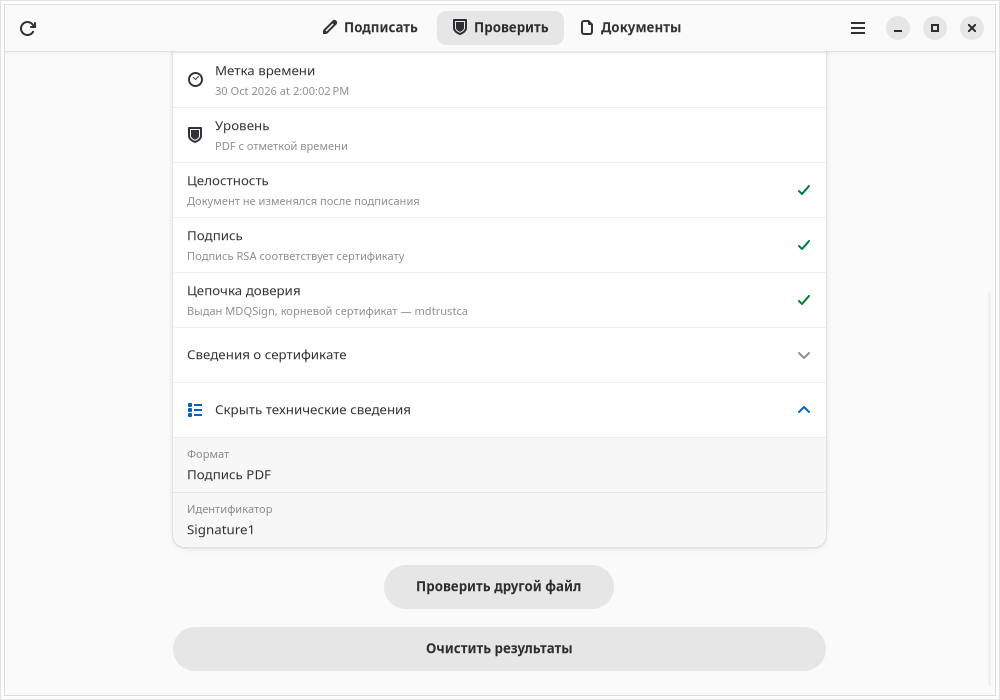 Подписать
Проверить
Документы
Метка времени
30 Oct 2026 at 2:00:02 PM
Уровень
PDF с отметкой времени
Целостность
Документ не изменялся после подписания
Подпись
Подпись RSA соответствует сертификату
Цепочка доверия
Выдан MDQSign, корневой сертификат — mdtrustca
Сведения о сертификате
Скрыть технические сведения
Формат
Подпись PDF
Идентификатор
Signature1
Проверить другой файл
Очистить результаты